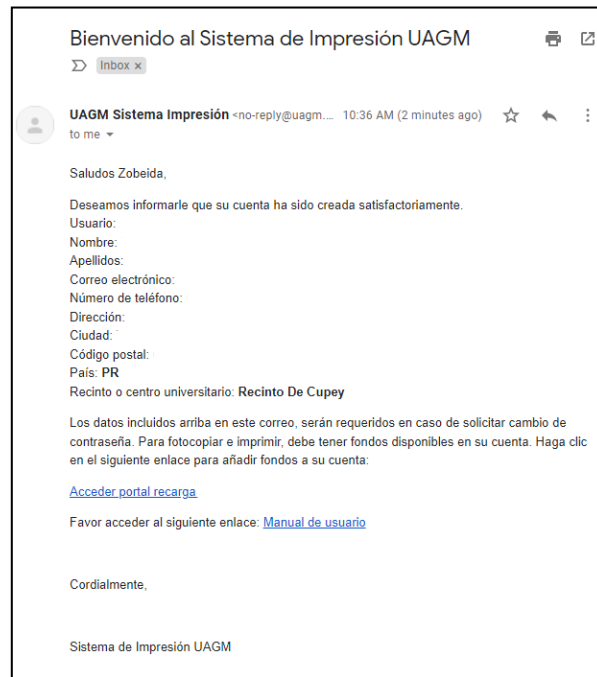 Bienvenido al Sistema de Impresión UAGM
Inbox x
UAGM Sistema Impresión <no-reply@uagm.... 10:36 AM (2 minutes ago)
to me
Saludos Zobeida,
Deseamos informarle que su cuenta ha sido creada satisfactoriamente.
Usuario:
Nombre:
Apellidos:
Correo electrónico:
Número de teléfono:
Dirección:
Ciudad:
Código postal:
País: PR
Recinto o centro universitario: Recinto De Cupey
Los datos incluidos arriba en este correo, serán requeridos en caso de solicitar cambio de
contraseña. Para fotocopiar e imprimir, debe tener fondos disponibles en su cuenta. Haga clic
en el siguiente enlace para añadir fondos a su cuenta:
Acceder portal recarga
Favor acceder al siguiente enlace: Manual de usuario
Cordialmente,
Sistema de Impresión UAGM